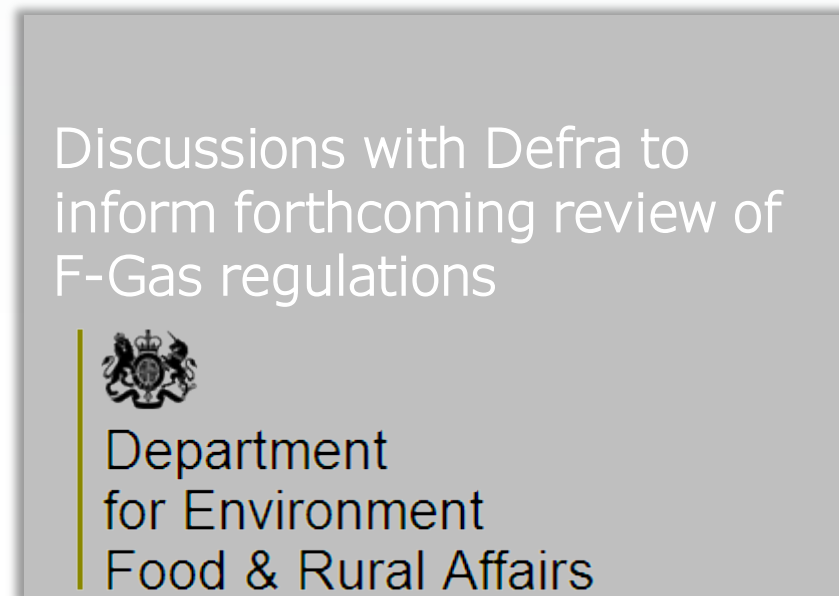 Discussions with Defra to
inform forthcoming review of
F-Gas regulations
Department
for Environment
Food & Rural Affairs